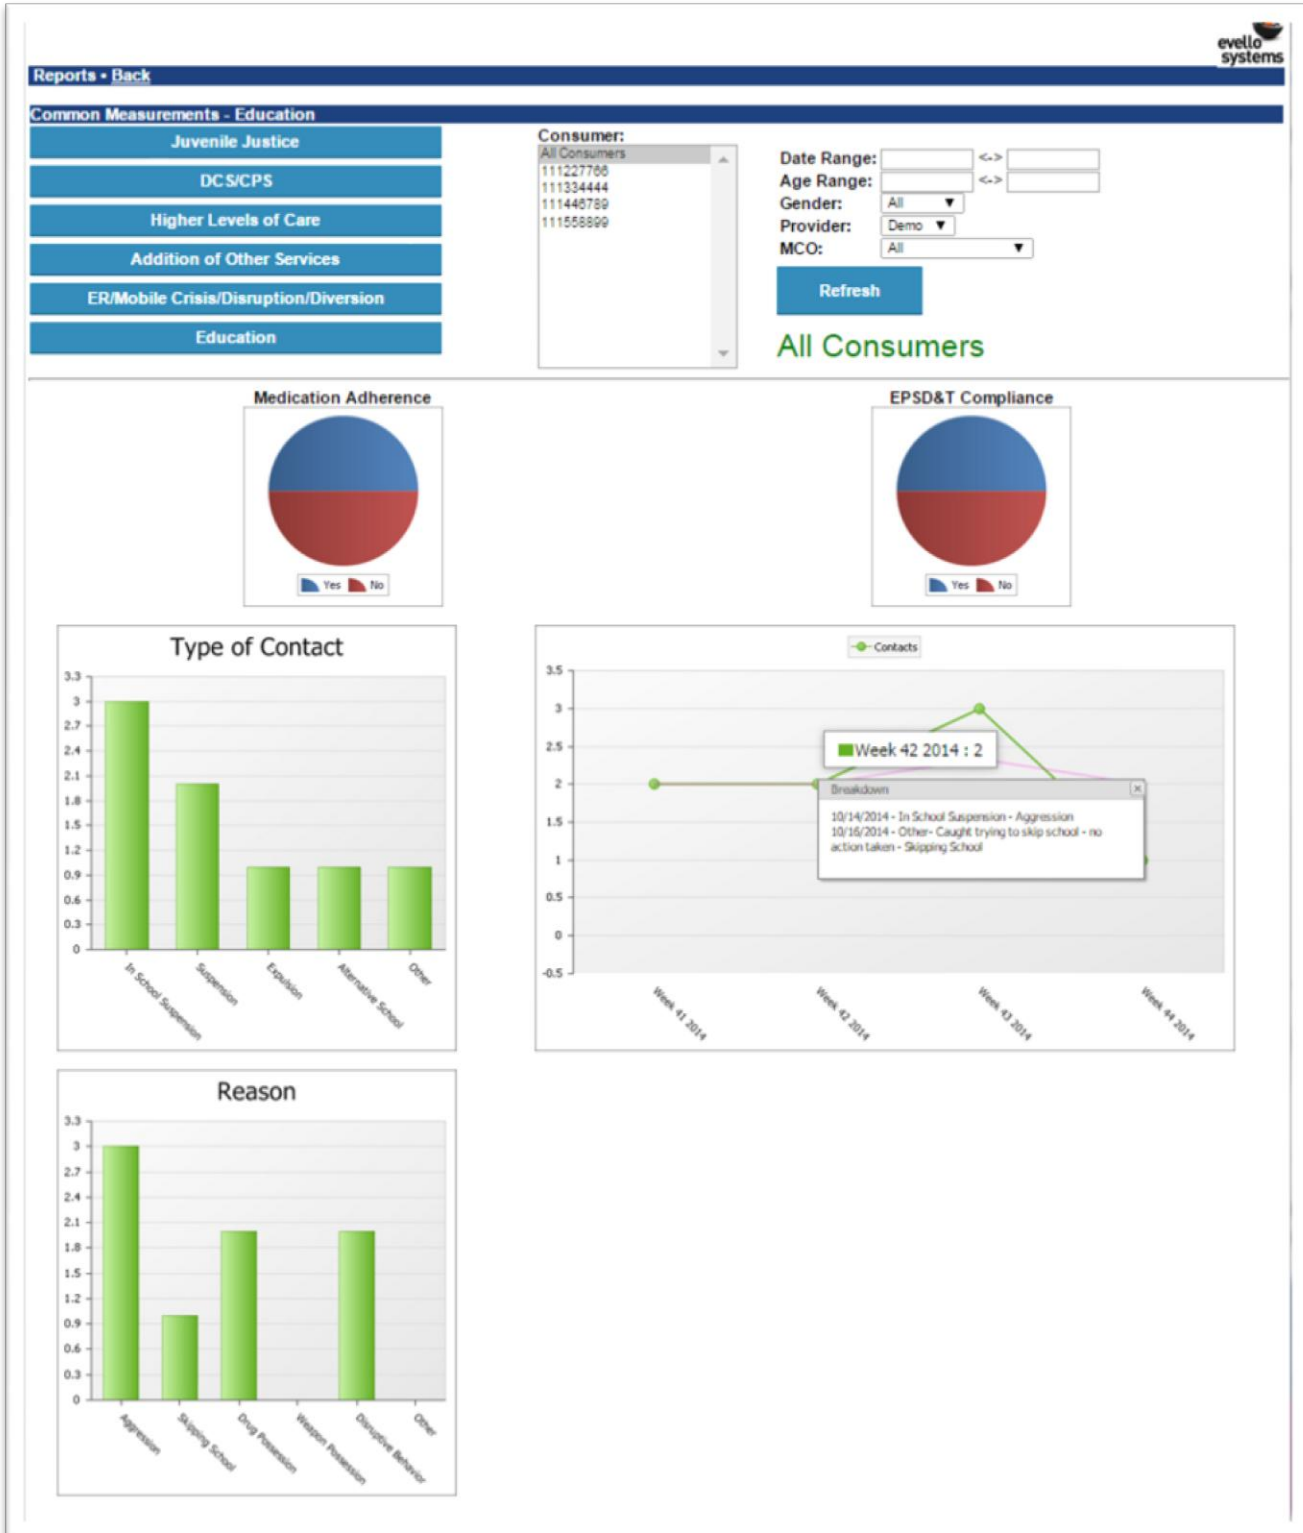 evello
systems
Reports • Back
Common Measurements - Education
Juvenile Justice
DCS/CPS
Higher Levels of Care
Addition of Other Services
ER/Mobile Crisis/Disruption/Diversion
Education
Consumer:
All Consumers
111227766
111334444
111446789
111558899
Date Range: <->
Age Range: <->
Gender: All
Provider: Demo
MCO: All
Refresh
All Consumers
Medication Adherence
Yes No
EPSD&T Compliance
Yes No
Type of Contact
3.3
3
2.7
2.4
2.1
1.8
1.5
1.2
0.9
0.6
0.3
0
In School Suspension
Suspension
Expulsion
Alternative School
Other
Contacts
3.5
3
2.5
2
1.5
1
0.5
0
-0.5
Week 42 2014 : 2
Breakdown x
10/14/2014 - In School Suspension - Aggression
10/16/2014 - Other- Caught trying to skip school - no
action taken - Skipping School
Week 41 2014
Week 42 2014
Week 43 2014
Week 44 2014
Reason
3.3
3
2.7
2.4
2.1
1.8
1.5
1.2
0.9
0.6
0.3
0
Aggression
Skipping School
Drug Possession
Weapon Possession
Disruptive Behavior
Other